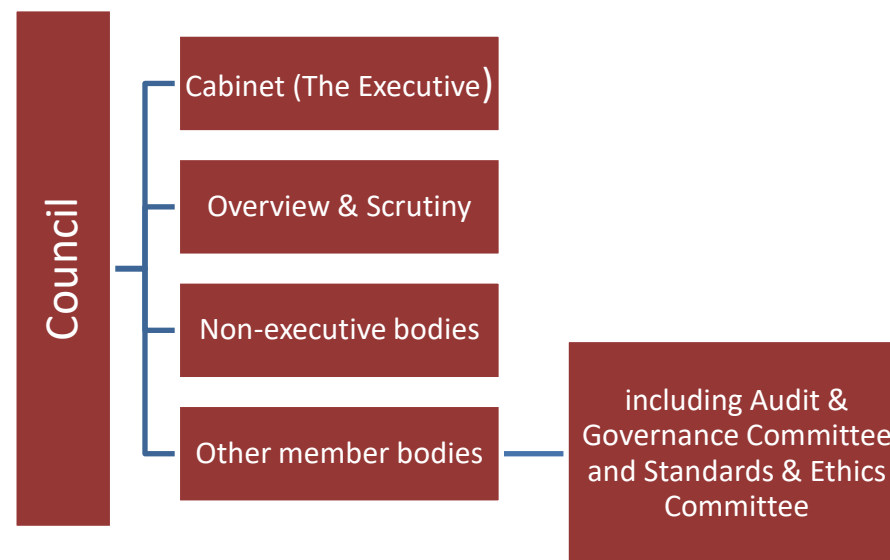 Council
Cabinet (The Executive)
Overview & Scrutiny
Non-executive bodies
Other member bodies
including Audit &
Governance Committee
and Standards & Ethics
Committee